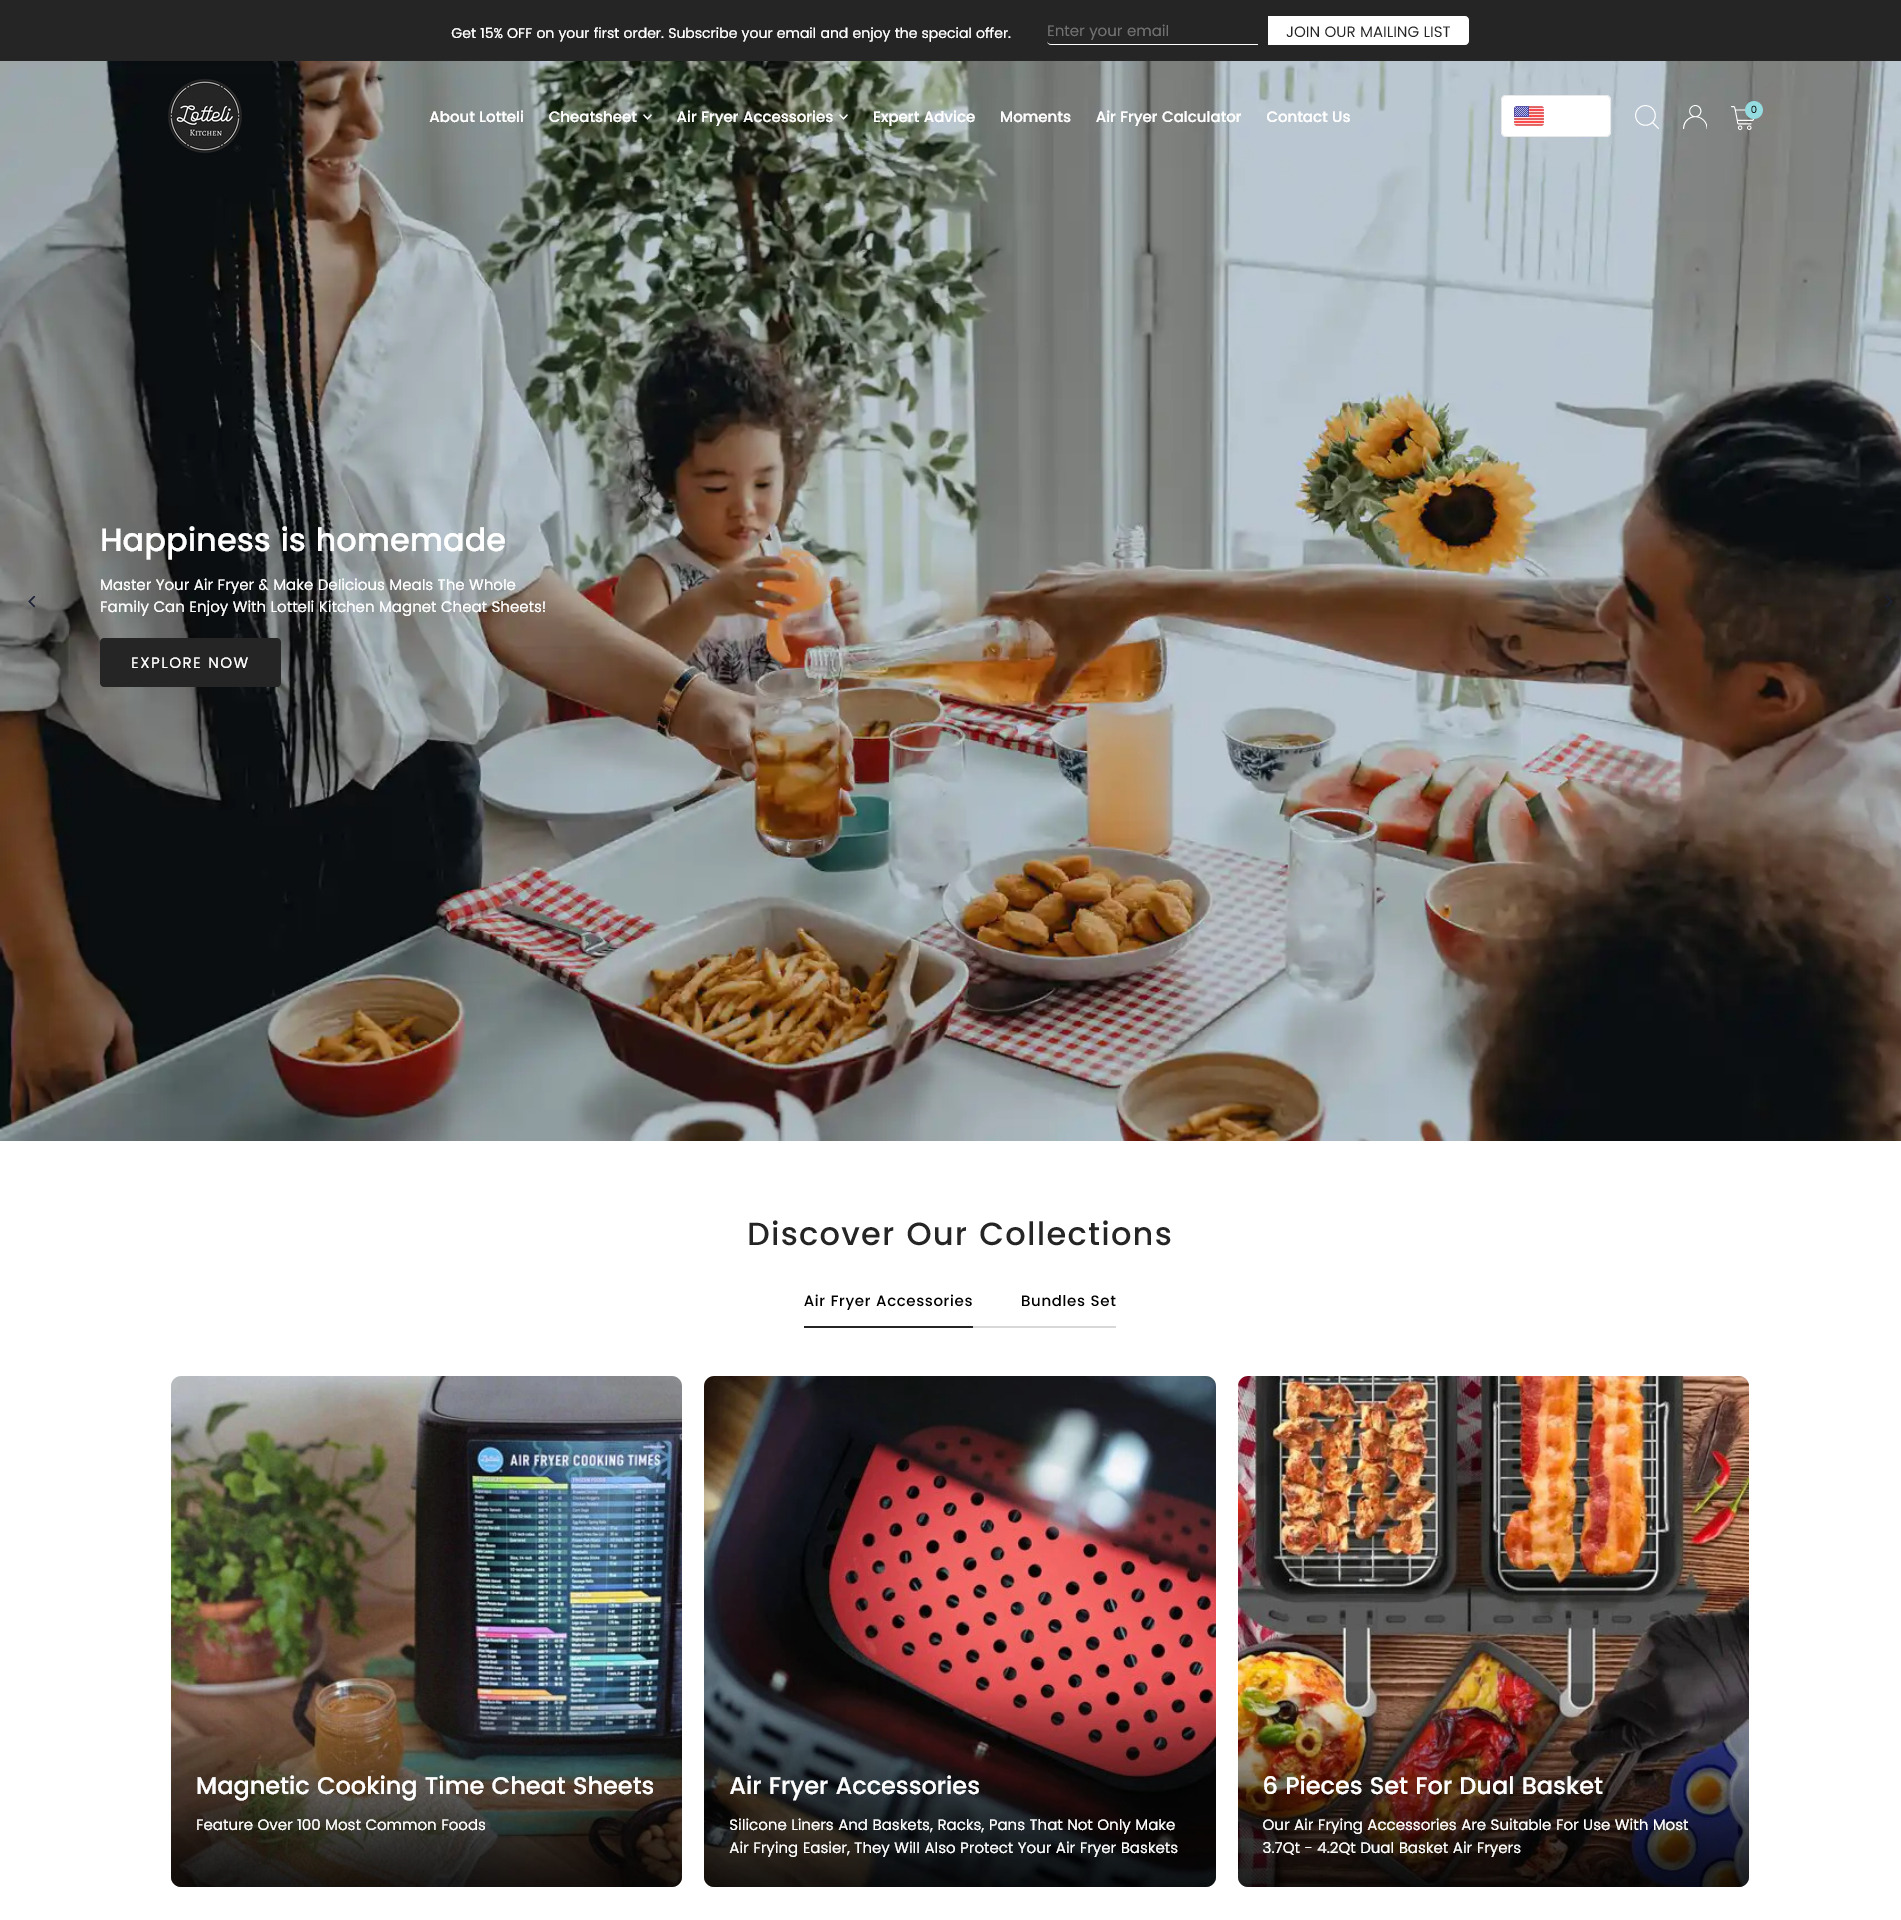 Get 15% OFF on your first order. Subscribe your email and enjoy the special offer.
Enter your email
JOIN OUR MAILING LIST
Lotteli
KITCHEN
About Lotteli
Cheatsheet
Air Fryer Accessories
Expert Advice
Moments
Air Fryer Calculator
Contact Us
0
Happiness is homemade
Master Your Air Fryer & Make Delicious Meals The Whole
Family Can Enjoy With Lotteli Kitchen Magnet Cheat Sheets!
EXPLORE NOW
Discover Our Collections
Air Fryer Accessories
Bundles Set
AIR FRYER COOKING TIMES
Magnetic Cooking Time Cheat Sheets
Feature Over 100 Most Common Foods
Air Fryer Accessories
Silicone Liners And Baskets, Racks, Pans That Not Only Make
Air Frying Easier, They Will Also Protect Your Air Fryer Baskets
6 Pieces Set For Dual Basket
Our Air Frying Accessories Are Suitable For Use With Most
3.7Qt - 4.2Qt Dual Basket Air Fryers